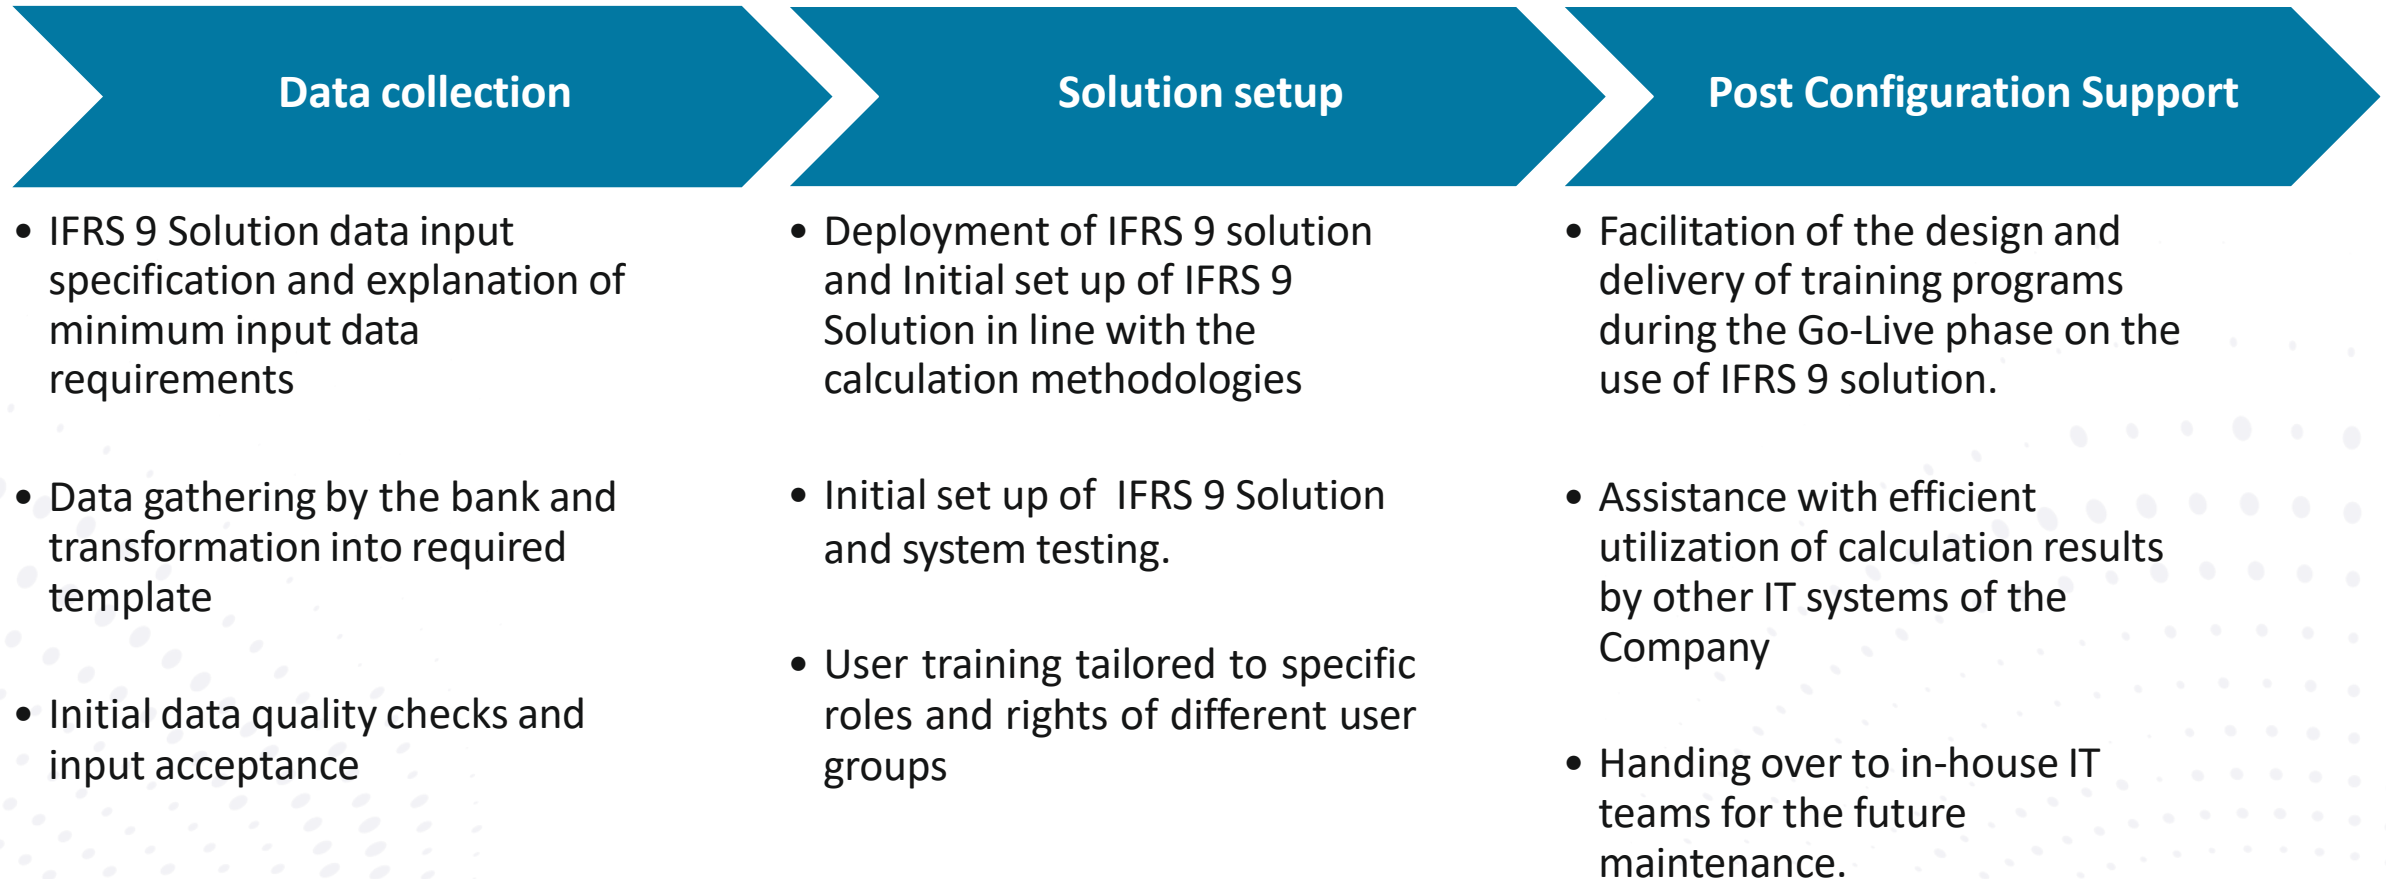 Data collection
IFRS 9 Solution data input
specification and explanation of
minimum input data
requirements
Data gathering by the bank and
transformation into required
template
Initial data quality checks and
input acceptance
Solution setup
Deployment of IFRS 9 solution
and Initial set up of IFRS 9
Solution in line with the
calculation methodologies
Initial set up of IFRS 9 Solution
and system testing.
User training tailored to specific
roles and rights of different user
groups
Post Configuration Support
Facilitation of the design and
delivery of training programs
during the Go-Live phase on the
use of IFRS 9 solution.
Assistance with efficient
utilization of calculation results
by other IT systems of the
Company
Handing over to in-house IT
teams for the future
maintenance.